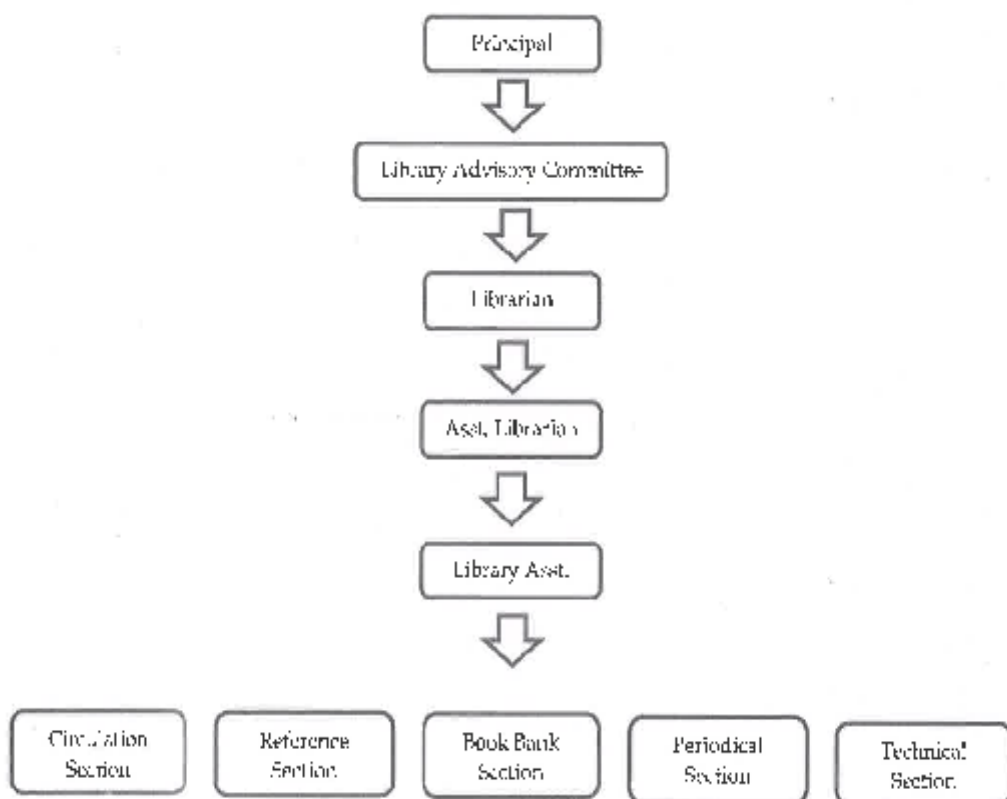 Principal
Library Advisory Committee
Librarian
Asst. Librarian
Library Asst.
Circulation
Section
Reference
Section
Book Bank
Section
Periodical
Section
Technical
Section